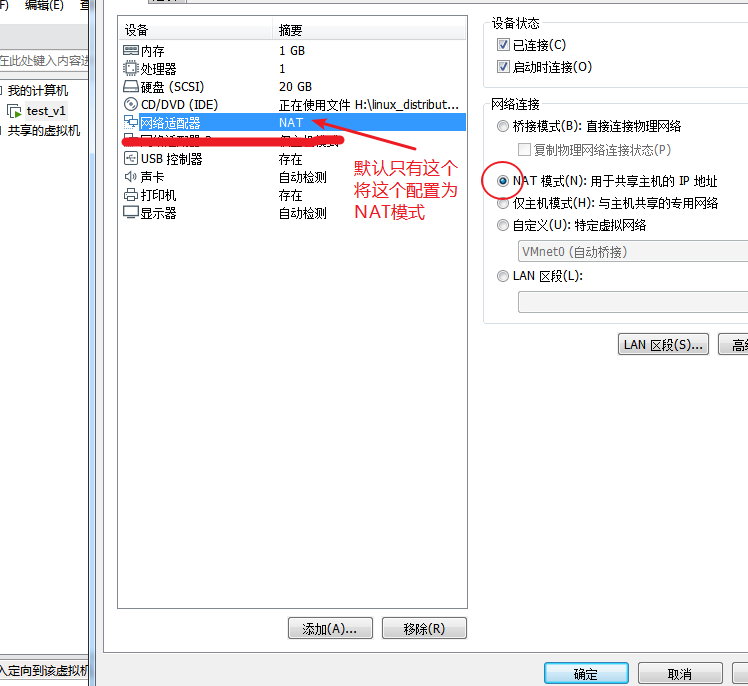 编辑(E)
在此处键入内容进
我的计算机
test_v1
共享的虚拟机
设备
摘要
内存
1 GB
处理器
1
硬盘 (SCSI)
20 GB
CD/DVD (IDE)
正在使用文件 H:\linux_distribut...
网络适配器
NAT
USB 控制器
存在
声卡
自动检测
打印机
存在
显示器
自动检测
默认只有这个
将这个配置为
NAT模式
添加(A)...
移除(R)
设备状态
已连接(C)
启动时连接(O)
网络连接
桥接模式(B): 直接连接物理网络
复制物理网络连接状态(P)
NAT 模式(N): 用于共享主机的 IP 地址
仅主机模式(H): 与主机共享的专用网络
自定义(U): 特定虚拟网络
VMnet0 (自动桥接)
LAN 区段(L):
LAN 区段(S)...
高级
入定向到该虚拟机
确定
取消